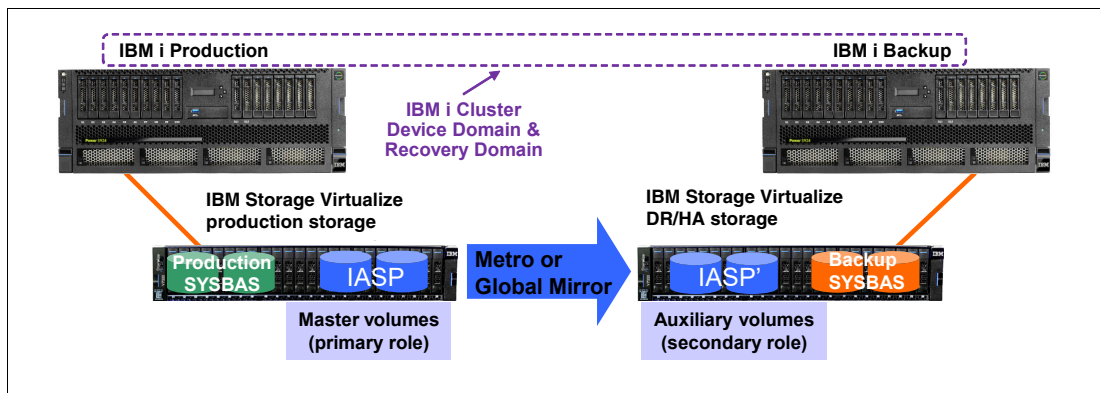 IBM i Production
IBM i Backup
IBM i Cluster
Device Domain &
Recovery Domain
IBM Storage Virtualize
production storage
IBM Storage Virtualize
DR/HA storage
Production
SYSBAS
IASP
Metro or
Global Mirror
IASP’
Backup
SYSBAS
Master volumes
(primary role)
Auxiliary volumes
(secondary role)